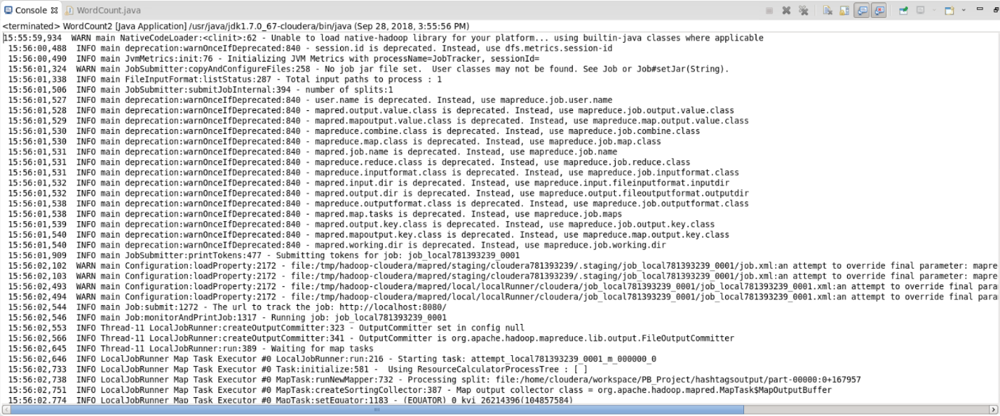 Console WordCount.java
<terminated> WordCount2 [Java Application] /usr/java/jdk1.7.0_67-cloudera/bin/java (Sep 28, 2018, 3:55:56 PM)
15:55:59,934 WARN main NativeCodeLoader:<clinit>:62 - Unable to load native-hadoop library for your platform... using builtin-java classes where applicable
15:56:00,488 INFO main deprecation:warnOnceIfDeprecated:840 - session.id is deprecated. Instead, use dfs.metrics.session-id
15:56:00,490 INFO main JvmMetrics:init:76 - Initializing JVM Metrics with processName=JobTracker, sessionId=
15:56:01,324 WARN main JobSubmitter:copyAndConfigureFiles:258 - No job jar file set.  User classes may not be found. See Job or Job#setJar(String).
15:56:01,338 INFO main FileInputFormat:listStatus:287 - Total input paths to process : 1
15:56:01,506 INFO main JobSubmitter:submitJobInternal:394 - number of splits:1
15:56:01,527 INFO main deprecation:warnOnceIfDeprecated:840 - user.name is deprecated. Instead, use mapreduce.job.user.name
15:56:01,528 INFO main deprecation:warnOnceIfDeprecated:840 - mapred.output.value.class is deprecated. Instead, use mapreduce.job.output.value.class
15:56:01,529 INFO main deprecation:warnOnceIfDeprecated:840 - mapred.mapoutput.value.class is deprecated. Instead, use mapreduce.map.output.value.class
15:56:01,530 INFO main deprecation:warnOnceIfDeprecated:840 - mapreduce.combine.class is deprecated. Instead, use mapreduce.job.combine.class
15:56:01,530 INFO main deprecation:warnOnceIfDeprecated:840 - mapreduce.map.class is deprecated. Instead, use mapreduce.job.map.class
15:56:01,531 INFO main deprecation:warnOnceIfDeprecated:840 - mapred.job.name is deprecated. Instead, use mapreduce.job.name
15:56:01,531 INFO main deprecation:warnOnceIfDeprecated:840 - mapreduce.reduce.class is deprecated. Instead, use mapreduce.job.reduce.class
15:56:01,531 INFO main deprecation:warnOnceIfDeprecated:840 - mapreduce.inputformat.class is deprecated. Instead, use mapreduce.job.inputformat.class
15:56:01,532 INFO main deprecation:warnOnceIfDeprecated:840 - mapred.input.dir is deprecated. Instead, use mapreduce.input.fileinputformat.inputdir
15:56:01,532 INFO main deprecation:warnOnceIfDeprecated:840 - mapred.output.dir is deprecated. Instead, use mapreduce.output.fileoutputformat.outputdir
15:56:01,538 INFO main deprecation:warnOnceIfDeprecated:840 - mapreduce.outputformat.class is deprecated. Instead, use mapreduce.job.outputformat.class
15:56:01,538 INFO main deprecation:warnOnceIfDeprecated:840 - mapred.map.tasks is deprecated. Instead, use mapreduce.job.maps
15:56:01,539 INFO main deprecation:warnOnceIfDeprecated:840 - mapred.output.key.class is deprecated. Instead, use mapreduce.job.output.key.class
15:56:01,540 INFO main deprecation:warnOnceIfDeprecated:840 - mapred.mapoutput.key.class is deprecated. Instead, use mapreduce.map.output.key.class
15:56:01,540 INFO main deprecation:warnOnceIfDeprecated:840 - mapred.working.dir is deprecated. Instead, use mapreduce.job.working.dir
15:56:01,909 INFO main JobSubmitter:printTokens:477 - Submitting tokens for job: job_local781393239_0001
15:56:02,102 WARN main Configuration:loadProperty:2172 - file:/tmp/hadoop-cloudera/mapred/staging/cloudera781393239/.staging/job_local781393239_0001/job.xml:an attempt to override final parameter: mapre
15:56:02,103 WARN main Configuration:loadProperty:2172 - file:/tmp/hadoop-cloudera/mapred/staging/cloudera781393239/.staging/job_local781393239_0001/job.xml:an attempt to override final parameter: mapre
15:56:02,493 WARN main Configuration:loadProperty:2172 - file:/tmp/hadoop-cloudera/mapred/local/localRunner/cloudera/job_local781393239_0001/job_local781393239_0001.xml:an attempt to override final para
15:56:02,494 WARN main Configuration:loadProperty:2172 - file:/tmp/hadoop-cloudera/mapred/local/localRunner/cloudera/job_local781393239_0001/job_local781393239_0001.xml:an attempt to override final para
15:56:02,544 INFO main Job:submit:1272 - The url to track the job: http://localhost:8080/
15:56:02,546 INFO main Job:monitorAndPrintJob:1317 - Running job: job_local781393239_0001
15:56:02,553 INFO Thread-11 LocalJobRunner:createOutputCommitter:323 - OutputCommitter set in config null
15:56:02,566 INFO Thread-11 LocalJobRunner:createOutputCommitter:341 - OutputCommitter is org.apache.hadoop.mapreduce.lib.output.FileOutputCommitter
15:56:02,645 INFO Thread-11 LocalJobRunner:run:389 - Waiting for map tasks
15:56:02,646 INFO LocalJobRunner Map Task Executor #0 LocalJobRunner:run:216 - Starting task: attempt_local781393239_0001_m_000000_0
15:56:02,733 INFO LocalJobRunner Map Task Executor #0 Task:initialize:581 -  Using ResourceCalculatorProcessTree : [ ]
15:56:02,738 INFO LocalJobRunner Map Task Executor #0 MapTask:runNewMapper:732 - Processing split: file:/home/cloudera/workspace/PB_Project/hashtagsoutput/part-00000:0+167957
15:56:02,751 INFO LocalJobRunner Map Task Executor #0 MapTask:createSortingCollector:387 - Map output collector class = org.apache.hadoop.mapred.MapTask$MapOutputBuffer
15:56:02,774 INFO LocalJobRunner Map Task Executor #0 MapTask:setEquator:1183 - (EQUATOR) 0 kvi 26214396(104857584)